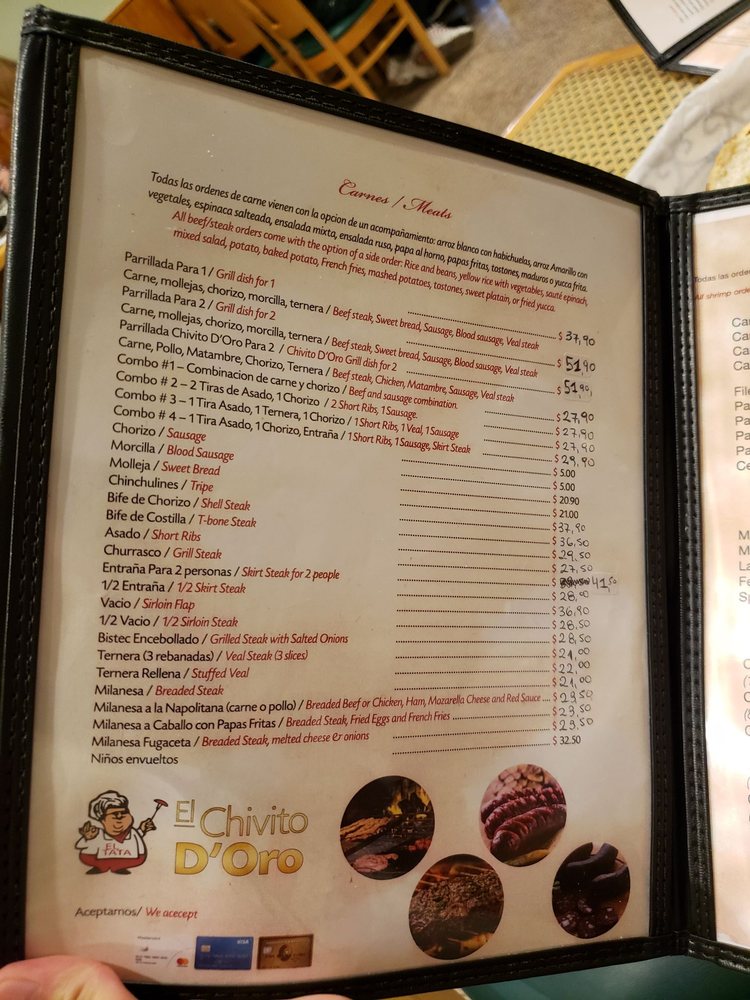 Carnes / Meats
Todas las ordenes de carne vienen con la opcion de un acompañamiento: arroz blanco con habichuelas, arroz Amarillo con
vegetales, espinaca salteada, ensalada mixta, ensalada rusa, papa al horno, papas fritas, tostones, maduros o yuca frita.
All beef/steak orders come with the option of a side order: Rice and beans, yellow rice with vegetables, sauté epinach,
mixed salad, potato, baked potato, French fries, mashed potatoes, tostones, sweet platain, or fried yucca.
Parrillada Para 1 / Grill dish for 1
Carne, mollejas, chorizo, morcilla, ternera / Beef steak, Sweet bread, Sausage, Blood sausage, Veal steak $ 37,90
Parrillada Para 2 / Grill dish for 2
Carne, mollejas, chorizo, morcilla, ternera / Beef steak, Sweet bread, Sausage, Blood sausage, Veal steak $ 51,90
Parrillada Chivito D'Oro Para 2 / Chivito D'Oro Grill dish for 2
Carne, Pollo, Matambre, Chorizo, Ternera / Beef steak, Chicken, Matambre, Sausage, Veal steak $ 51,90,
Combo #1 – Combinacion de carne y chorizo / Beef and sausage combination. $ 27,90
Combo # 2 – 2 Tiras de Asado, 1 Chorizo / 2 Short Ribs, 1 Sausage. $ 27,90
Combo # 3 – 1 Tira Asado, 1 Ternera, 1 Chorizo / 1 Short Ribs, 1 Veal, 1 Sausage $ 27,90
Combo # 4 – 1 Tira Asado, 1 Chorizo, Entraña / 1 Short Ribs, 1 Sausage, Skirt Steak $ 29,90
Chorizo / Sausage $ 5.00
Morcilla / Blood Sausage $ 5.00
Molleja / Sweet Bread $ 20.90
Chinchulines / Tripe $ 21.00
Bife de Chorizo / Shell Steak $ 37,90
Bife de Costilla / T-bone Steak $ 36,50
Asado / Short Ribs $ 29,50
Churrasco / Grill Steak $ 27,50
Entraña Para 2 personas / Skirt Steak for 2 people $ 41,50
1/2 Entraña / 1/2 Skirt Steak $ 28,00
Vacio / Sirloin Flap $ 36,90
1/2 Vacio / 1/2 Sirloin Steak $ 28,50
Bistec Encebollado / Grilled Steak with Salted Onions $ 28,50
Ternera (3 rebanadas) / Veal Steak (3 slices) $ 21,00
Ternera Rellena / Stuffed Veal $ 22,00
Milanesa / Breaded Steak $ 21,00
Milanesa a la Napolitana (carne o pollo) / Breaded Beef or Chicken, Ham, Mozarella Cheese and Red Sauce $ 29,50
Milanesa a Caballo con Papas Fritas / Breaded Steak, Fried Eggs and French Fries $ 29,50
Milanesa Fugaceta / Breaded Steak, melted cheese & onions $ 29,50
Niños envueltos $ 32.50
EL TATA
El Chivito
D'Oro
Aceptamos/ We acecept
VISA